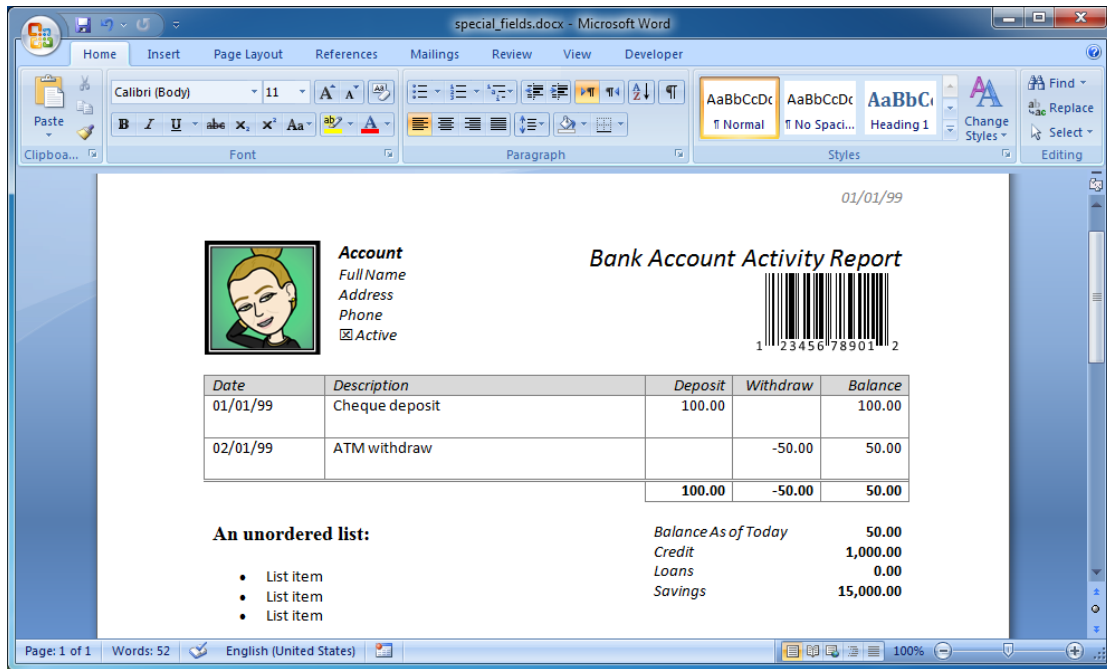 special_fields.docx - Microsoft Word
Home Insert Page Layout References Mailings Review View Developer
Paste
Calibri (Body) 11
B I U abc x₂ x² Aa
AaBbCcDc AaBbCcDc AaBbC
¶ Normal ¶ No Spaci... Heading 1
Change Styles
Find
Replace
Select
Clipboa... Font Paragraph Styles Editing
01/01/99
Account
Full Name
Address
Phone
☒ Active
Bank Account Activity Report
1 23456 78901 2
Date Description Deposit Withdraw Balance
01/01/99 Cheque deposit 100.00 100.00
02/01/99 ATM withdraw -50.00 50.00
100.00 -50.00 50.00
An unordered list:
• List item
• List item
• List item
Balance As of Today 50.00
Credit 1,000.00
Loans 0.00
Savings 15,000.00
Page: 1 of 1 Words: 52 English (United States) 100%